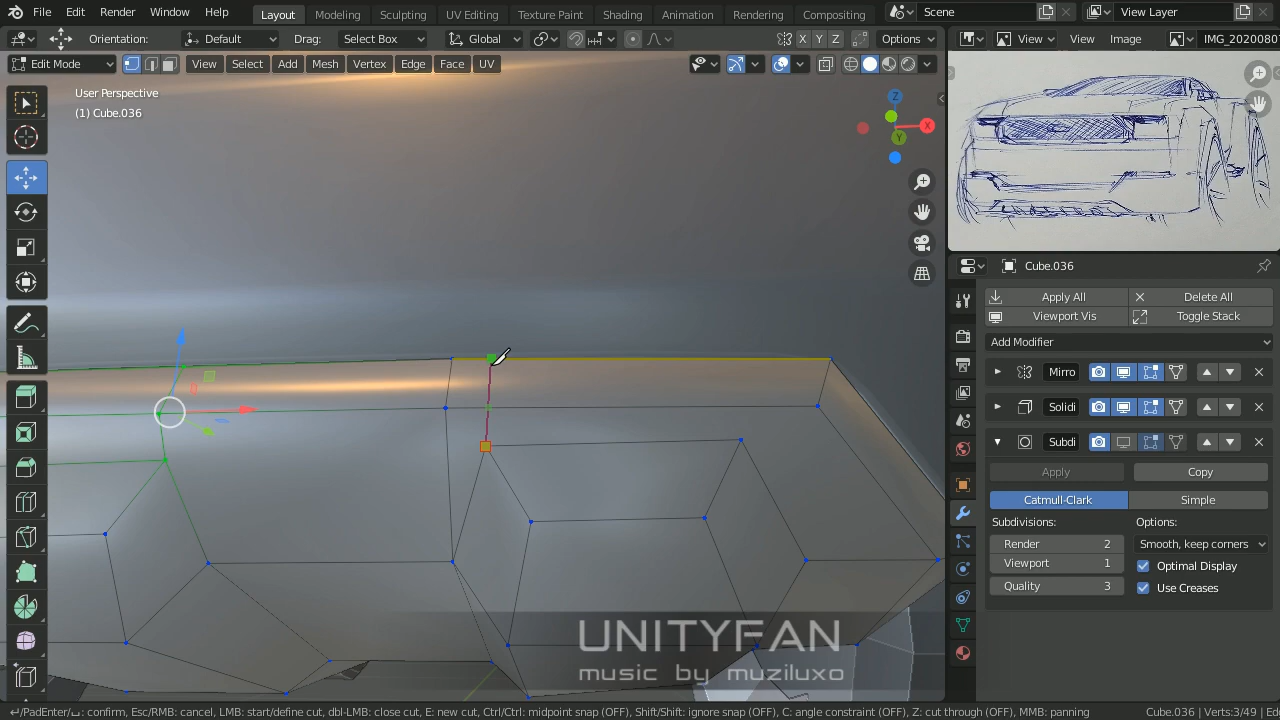 File Edit Render Window Help Layout Modeling Sculpting UV Editing Texture Paint Shading Animation Rendering Compositing Scene View Layer
Orientation: Default Drag: Select Box Global X Y Z Options View View Image IMG_2020080
Edit Mode View Select Add Mesh Vertex Edge Face UV
User Perspective
(1) Cube.036
Z
X
Y
Cube.036
Apply All Delete All
Viewport Vis Toggle Stack
Add Modifier
Mirro
Solidi
Subdi
Apply Copy
Catmull-Clark Simple
Subdivisions: Options:
Render 2 Smooth, keep corners
Viewport 1 Optimal Display
Quality 3 Use Creases
UNITYFAN
music by muziluxo
/PadEnter/ : confirm, Esc/RMB: cancel, LMB: start/define cut, dbl-LMB: close cut, E: new cut, Ctrl/Ctrl: midpoint snap (OFF), Shift/Shift: ignore snap (OFF), C: angle constraint (OFF), Z: cut through (OFF), MMB: panning Cube.036 | Verts:3/49 | Ed